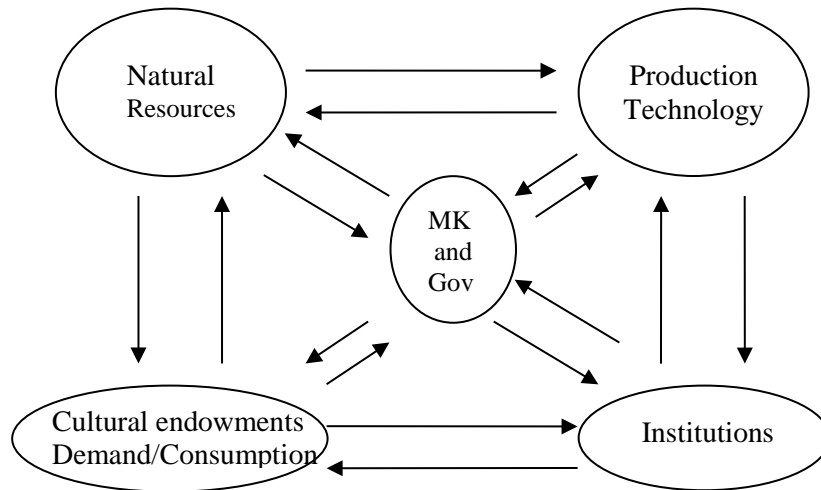 Natural
Resources
Production
Technology
MK
and
Gov
Cultural endowments
Demand/Consumption
Institutions